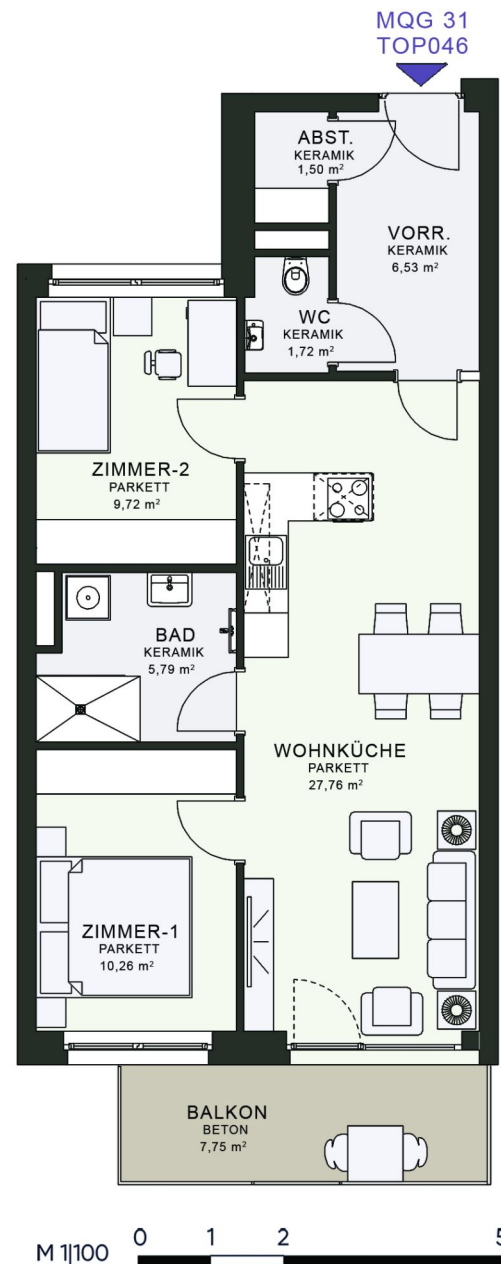 MQG 31
TOP046
ABST.
KERAMIK
1,50 m²
VORR.
KERAMIK
6,53 m²
WC
KERAMIK
1,72 m²
ZIMMER-2
PARKETT
9,72 m²
BAD
KERAMIK
5,79 m²
WOHNKÜCHE
PARKETT
27,76 m²
ZIMMER-1
PARKETT
10,26 m²
BALKON
BETON
7,75 m²
M 1|100 0 1 2 5